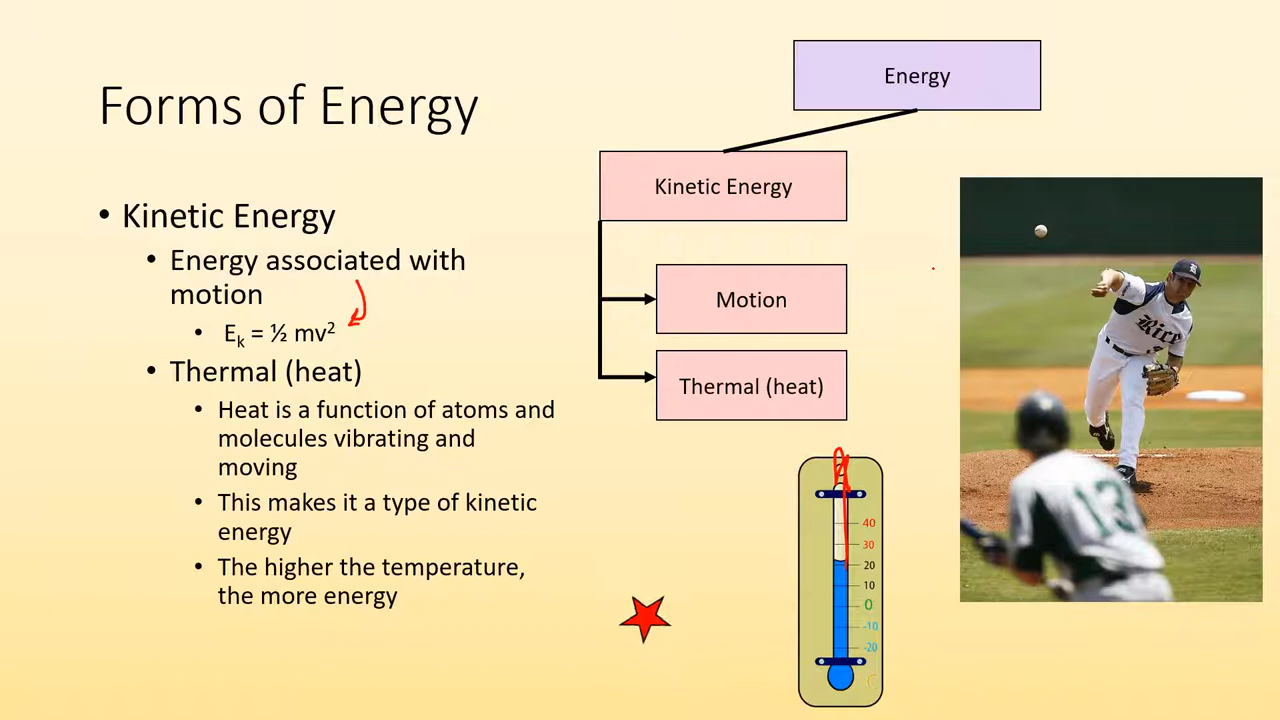 Forms of Energy
• Kinetic Energy
• Energy associated with
motion
• Eₖ = ½ mv²
• Thermal (heat)
• Heat is a function of atoms and
molecules vibrating and
moving
• This makes it a type of kinetic
energy
• The higher the temperature,
the more energy
Energy
Kinetic Energy
Motion
Thermal (heat)
40
30
20
10
0
-10
-20
C
R
Rice
13